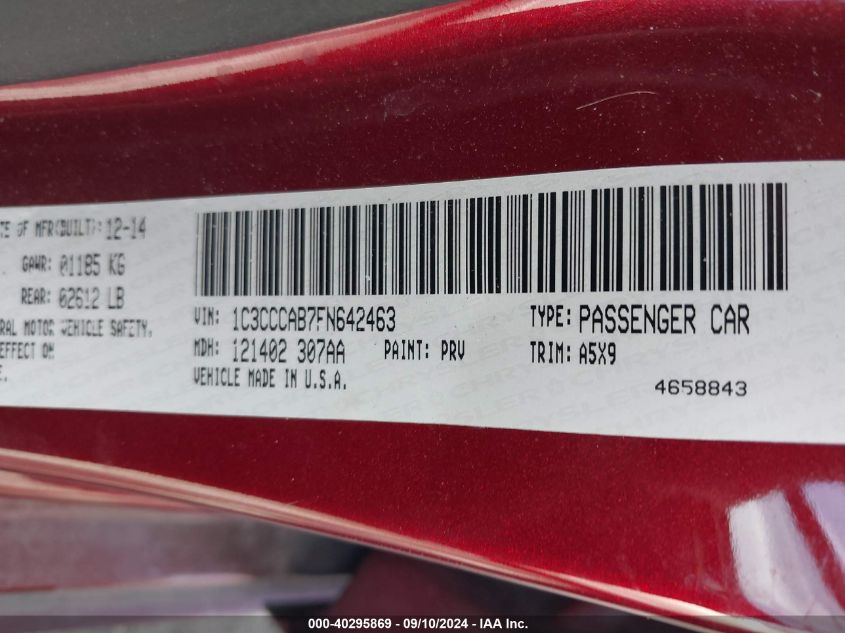 TE OF MFR(BUILT): 12-14
GAWR: 01185 KG
REAR: 02612 LB
RAL MOTOR VEHICLE SAFETY,
EFFECT ON
E.
VIN: 1C3CCCAB7FN642463
TYPE: PASSENGER CAR
MDH: 121402 307AA
PAINT: PRV
TRIM: A5X9
VEHICLE MADE IN U.S.A.
4658843
000-40295869 - 09/10/2024 - IAA Inc.